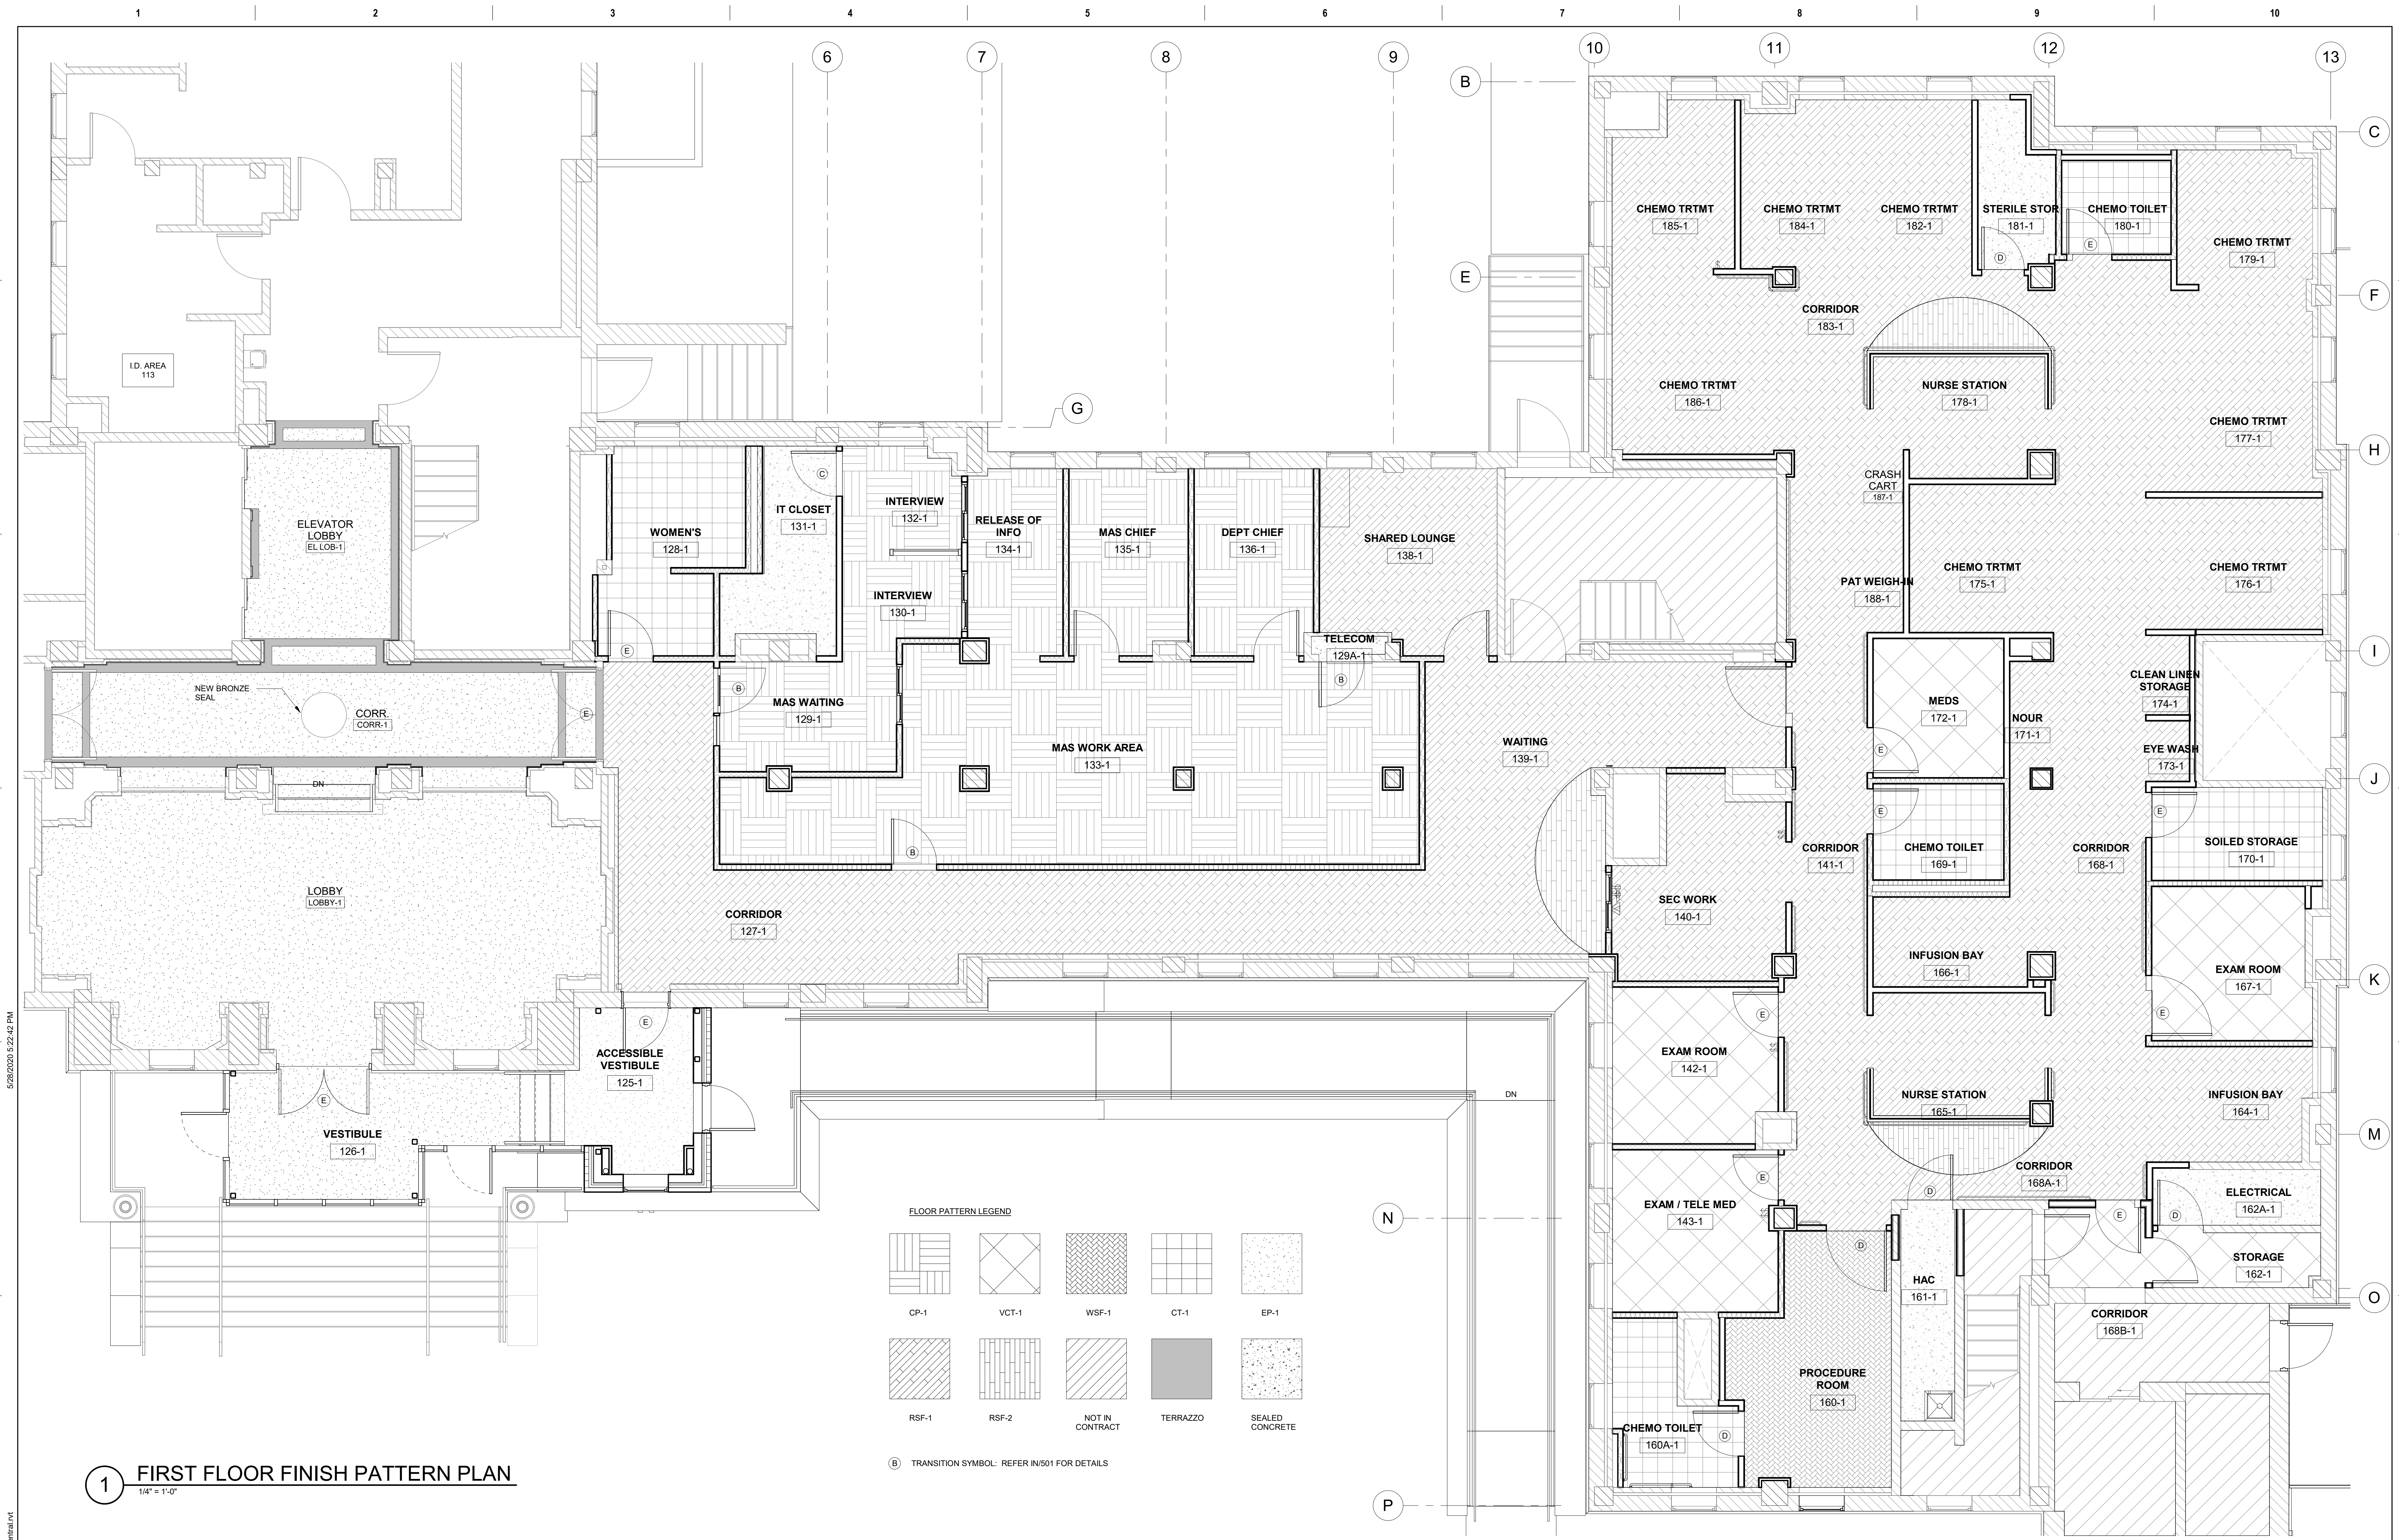 1 2 3 4 5 6 7 8 9 10
6 7 8 9 10 11 12 13
B
C
E
F
G
H
I
J
K
M
N
O
P
I.D. AREA
113
ELEVATOR
LOBBY
EL LOB-1
NEW BRONZE
SEAL
CORR.
CORR-1
E
DN
LOBBY
LOBBY-1
E
VESTIBULE
126-1
E
ACCESSIBLE
VESTIBULE
125-1
WOMEN'S
128-1
E
IT CLOSET
131-1
C
INTERVIEW
132-1
INTERVIEW
130-1
RELEASE OF
INFO
134-1
MAS CHIEF
135-1
DEPT CHIEF
136-1
SHARED LOUNGE
138-1
TELECOM
129A-1
B
B
MAS WAITING
129-1
MAS WORK AREA
133-1
B
CORRIDOR
127-1
WAITING
139-1
SEC WORK
140-1
CORRIDOR
141-1
EXAM ROOM
142-1
E
EXAM / TELE MED
143-1
E
DN
CHEMO TRTMT
185-1
CHEMO TRTMT
184-1
CHEMO TRTMT
182-1
STERILE STOR
181-1
D
CHEMO TOILET
180-1
E
CHEMO TRTMT
179-1
CORRIDOR
183-1
CHEMO TRTMT
186-1
NURSE STATION
178-1
CHEMO TRTMT
177-1
CRASH
CART
187-1
PAT WEIGH-IN
188-1
CHEMO TRTMT
175-1
CHEMO TRTMT
176-1
MEDS
172-1
E
NOUR
171-1
CLEAN LINEN
STORAGE
174-1
EYE WASH
173-1
CHEMO TOILET
169-1
E
CORRIDOR
168-1
E
SOILED STORAGE
170-1
INFUSION BAY
166-1
EXAM ROOM
167-1
E
NURSE STATION
165-1
INFUSION BAY
164-1
CORRIDOR
168A-1
D
ELECTRICAL
162A-1
D
E
STORAGE
162-1
HAC
161-1
D
CORRIDOR
168B-1
PROCEDURE
ROOM
160-1
CHEMO TOILET
160A-1
D
FLOOR PATTERN LEGEND
CP-1 VCT-1 WSF-1 CT-1 EP-1
RSF-1 RSF-2 NOT IN
CONTRACT TERRAZZO SEALED
CONCRETE
B TRANSITION SYMBOL: REFER IN/501 FOR DETAILS
1 FIRST FLOOR FINISH PATTERN PLAN
1/4" = 1'-0"
5/28/2020 5:22:42 PM